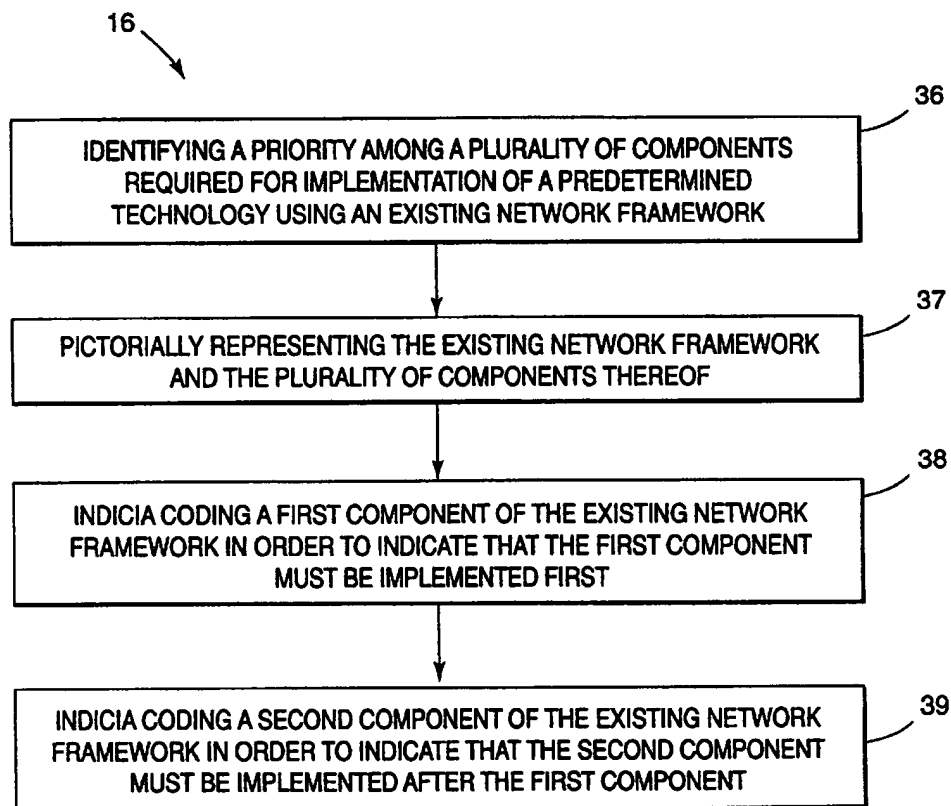 16
36
IDENTIFYING A PRIORITY AMONG A PLURALITY OF COMPONENTS
REQUIRED FOR IMPLEMENTATION OF A PREDETERMINED
TECHNOLOGY USING AN EXISTING NETWORK FRAMEWORK
37
PICTORIALLY REPRESENTING THE EXISTING NETWORK FRAMEWORK
AND THE PLURALITY OF COMPONENTS THEREOF
38
INDICIA CODING A FIRST COMPONENT OF THE EXISTING NETWORK
FRAMEWORK IN ORDER TO INDICATE THAT THE FIRST COMPONENT
MUST BE IMPLEMENTED FIRST
39
INDICIA CODING A SECOND COMPONENT OF THE EXISTING NETWORK
FRAMEWORK IN ORDER TO INDICATE THAT THE SECOND COMPONENT
MUST BE IMPLEMENTED AFTER THE FIRST COMPONENT